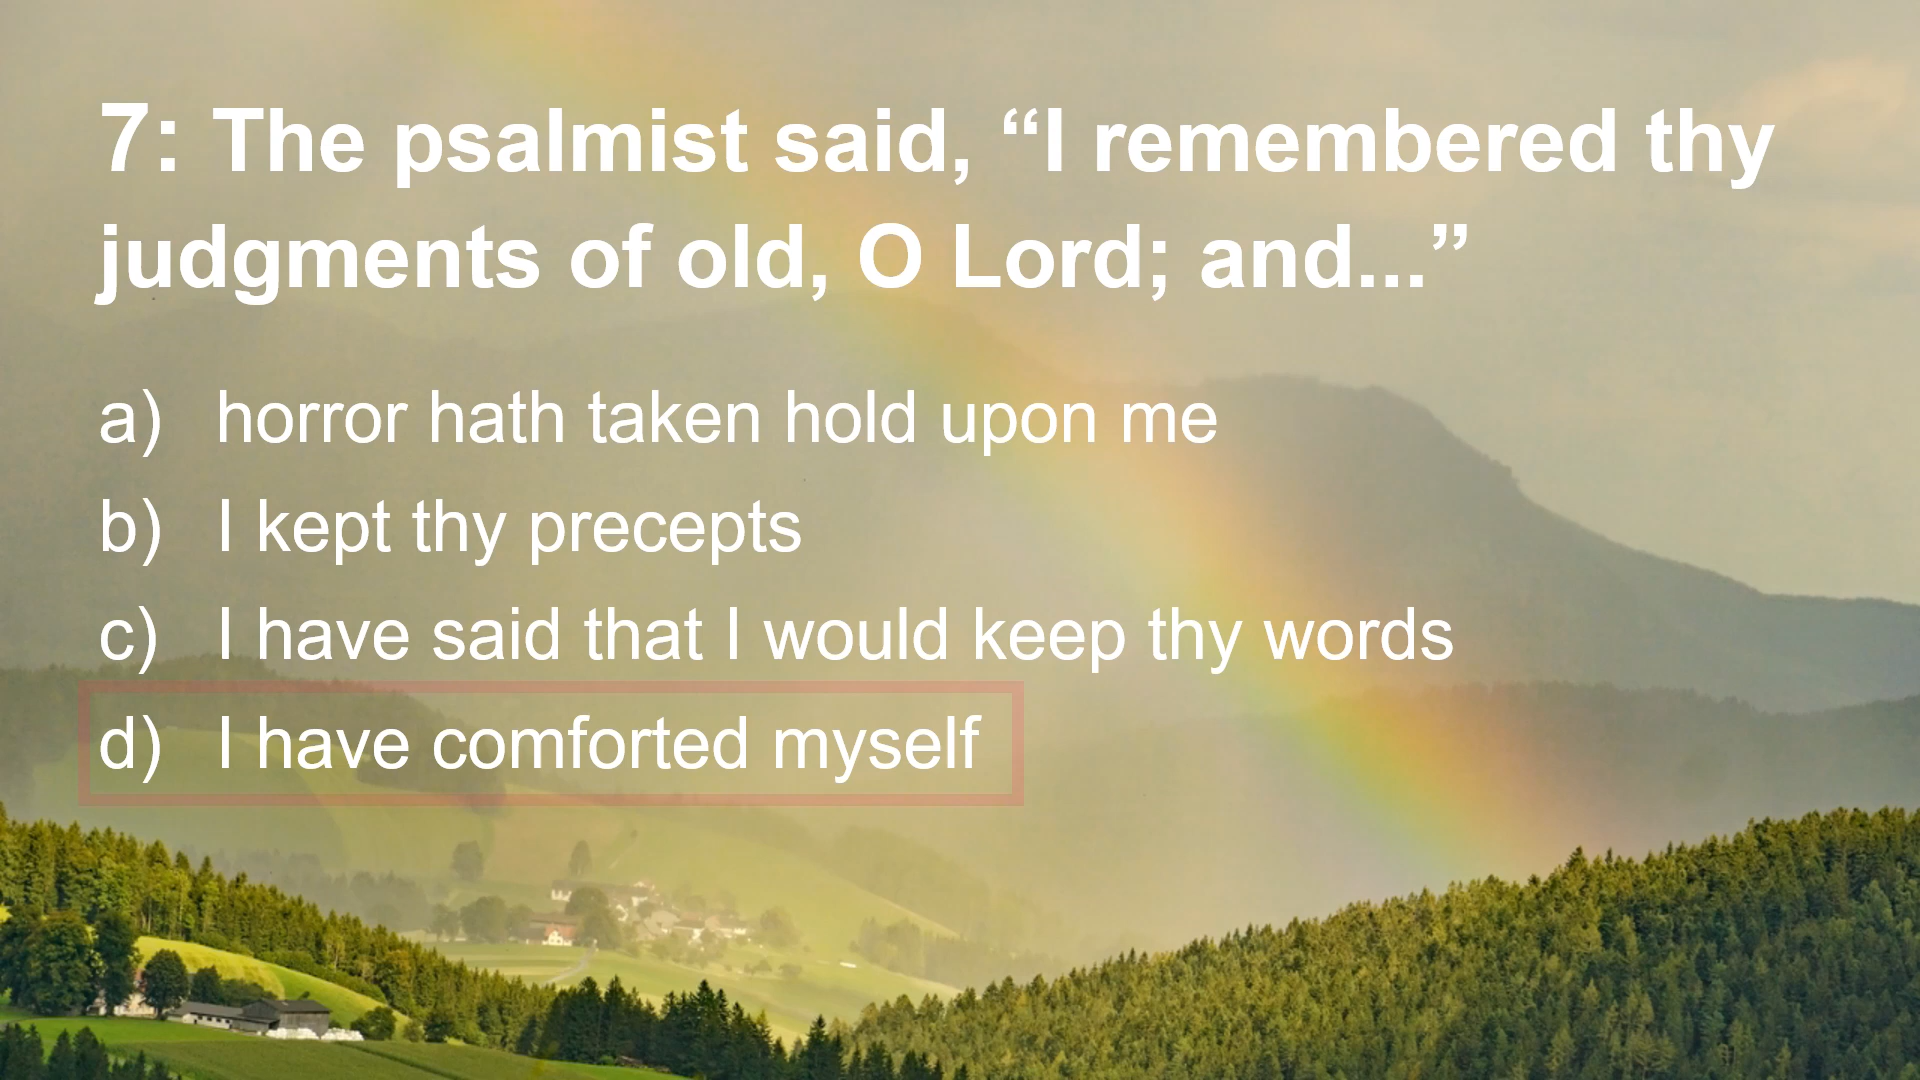 7: The psalmist said, “I remembered thy
judgments of old, O Lord; and...”
a) horror hath taken hold upon me
b) I kept thy precepts
c) I have said that I would keep thy words
d) I have comforted myself